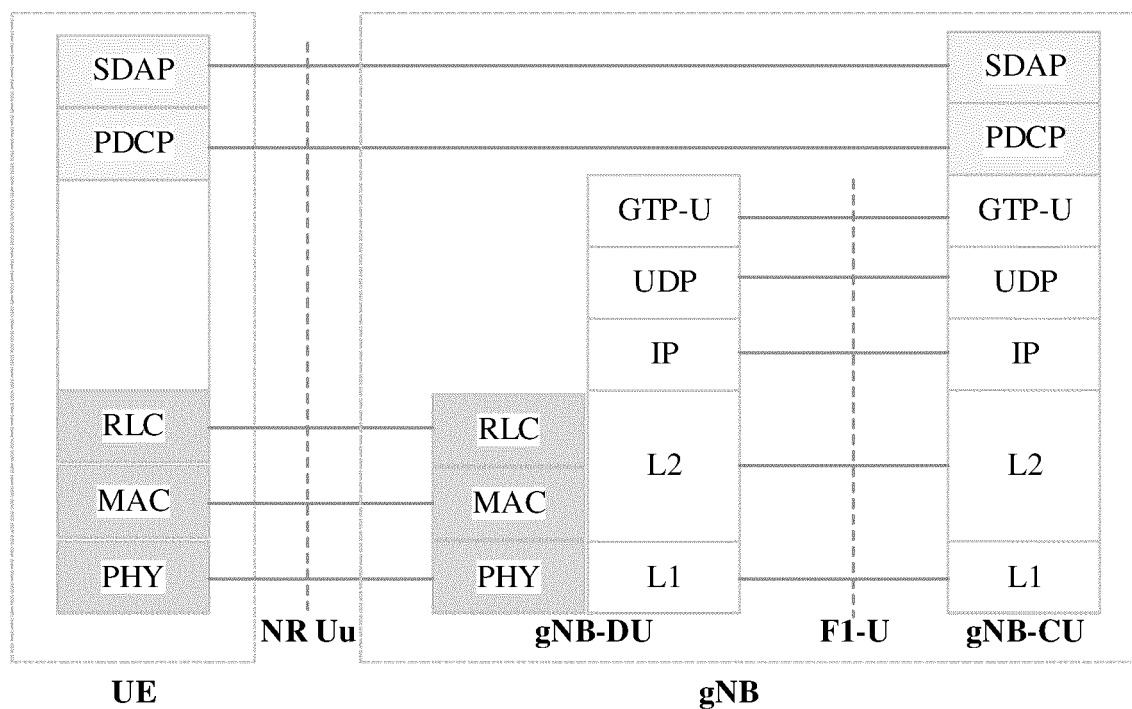 SDAP SDAP
PDCP PDCP
GTP-U GTP-U
UDP UDP
IP IP
RLC RLC
L2 L2
MAC MAC
PHY PHY L1 L1
NR Uu gNB-DU F1-U gNB-CU
UE gNB